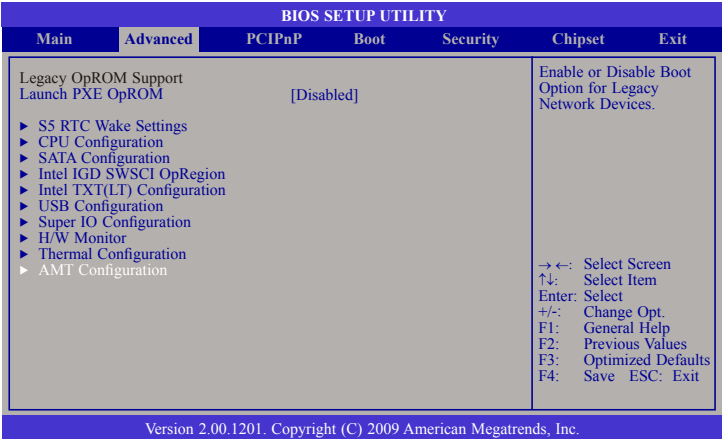 BIOS SETUP UTILITY
Main Advanced PCIPnP Boot Security Chipset Exit
Legacy OpROM Support
Launch PXE OpROM [Disabled]
► S5 RTC Wake Settings
► CPU Configuration
► SATA Configuration
► Intel IGD SWSCI OpRegion
► Intel TXT(LT) Configuration
► USB Configuration
► Super IO Configuration
► H/W Monitor
► Thermal Configuration
► AMT Configuration
Enable or Disable Boot
Option for Legacy
Network Devices.
→←: Select Screen
↑↓: Select Item
Enter: Select
+/-: Change Opt.
F1: General Help
F2: Previous Values
F3: Optimized Defaults
F4: Save ESC: Exit
Version 2.00.1201. Copyright (C) 2009 American Megatrends, Inc.